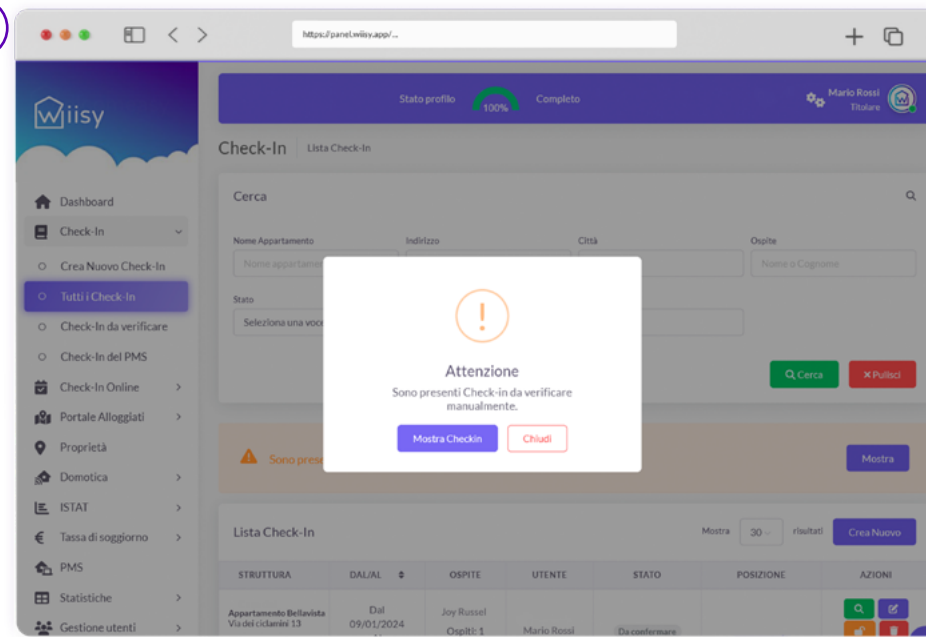 https://panel.wiisy.app/...
Wiisy
Stato profilo 100% Completo
Mario Rossi
Titolare
Check-In Lista Check-In
Dashboard
Check-In
Crea Nuovo Check-In
Tutti i Check-In
Check-In da verificare
Check-In del PMS
Check-In Online
Portale Alloggiati
Proprietà
Domotica
ISTAT
Tassa di soggiorno
PMS
Statistiche
Gestione utenti
Cerca
Nome Appartamento Indirizzo Città Ospite
Nome appartamen Nome o Cognome
Stato
Seleziona una voce
Cerca Pulisci
Attenzione
Sono presenti Check-in da verificare
manualmente.
Mostra Checkin Chiudi
Sono prese Mostra
Lista Check-In Mostra 30 risultati Crea Nuovo
STRUTTURA DAL/AL OSPITE UTENTE STATO POSIZIONE AZIONI
Appartamento Bellavista
Via dei ciclamini 13
Dal
09/01/2024
Joy Russel
Ospiti: 1
Mario Rossi
Da confermare